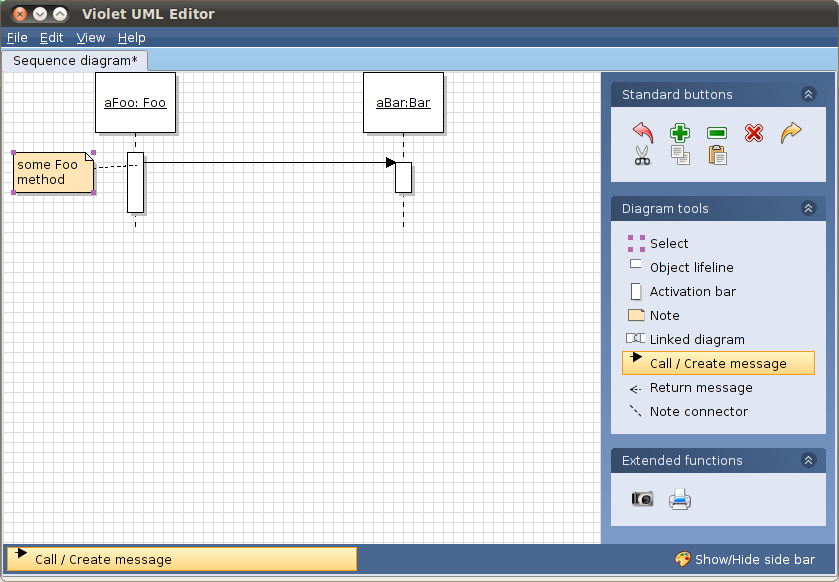 Violet UML Editor
File Edit View Help
Sequence diagram*
aFoo: Foo
aBar:Bar
some Foo
method
Standard buttons
Diagram tools
Select
Object lifeline
Activation bar
Note
Linked diagram
Call / Create message
Return message
Note connector
Extended functions
Call / Create message
Show/Hide side bar